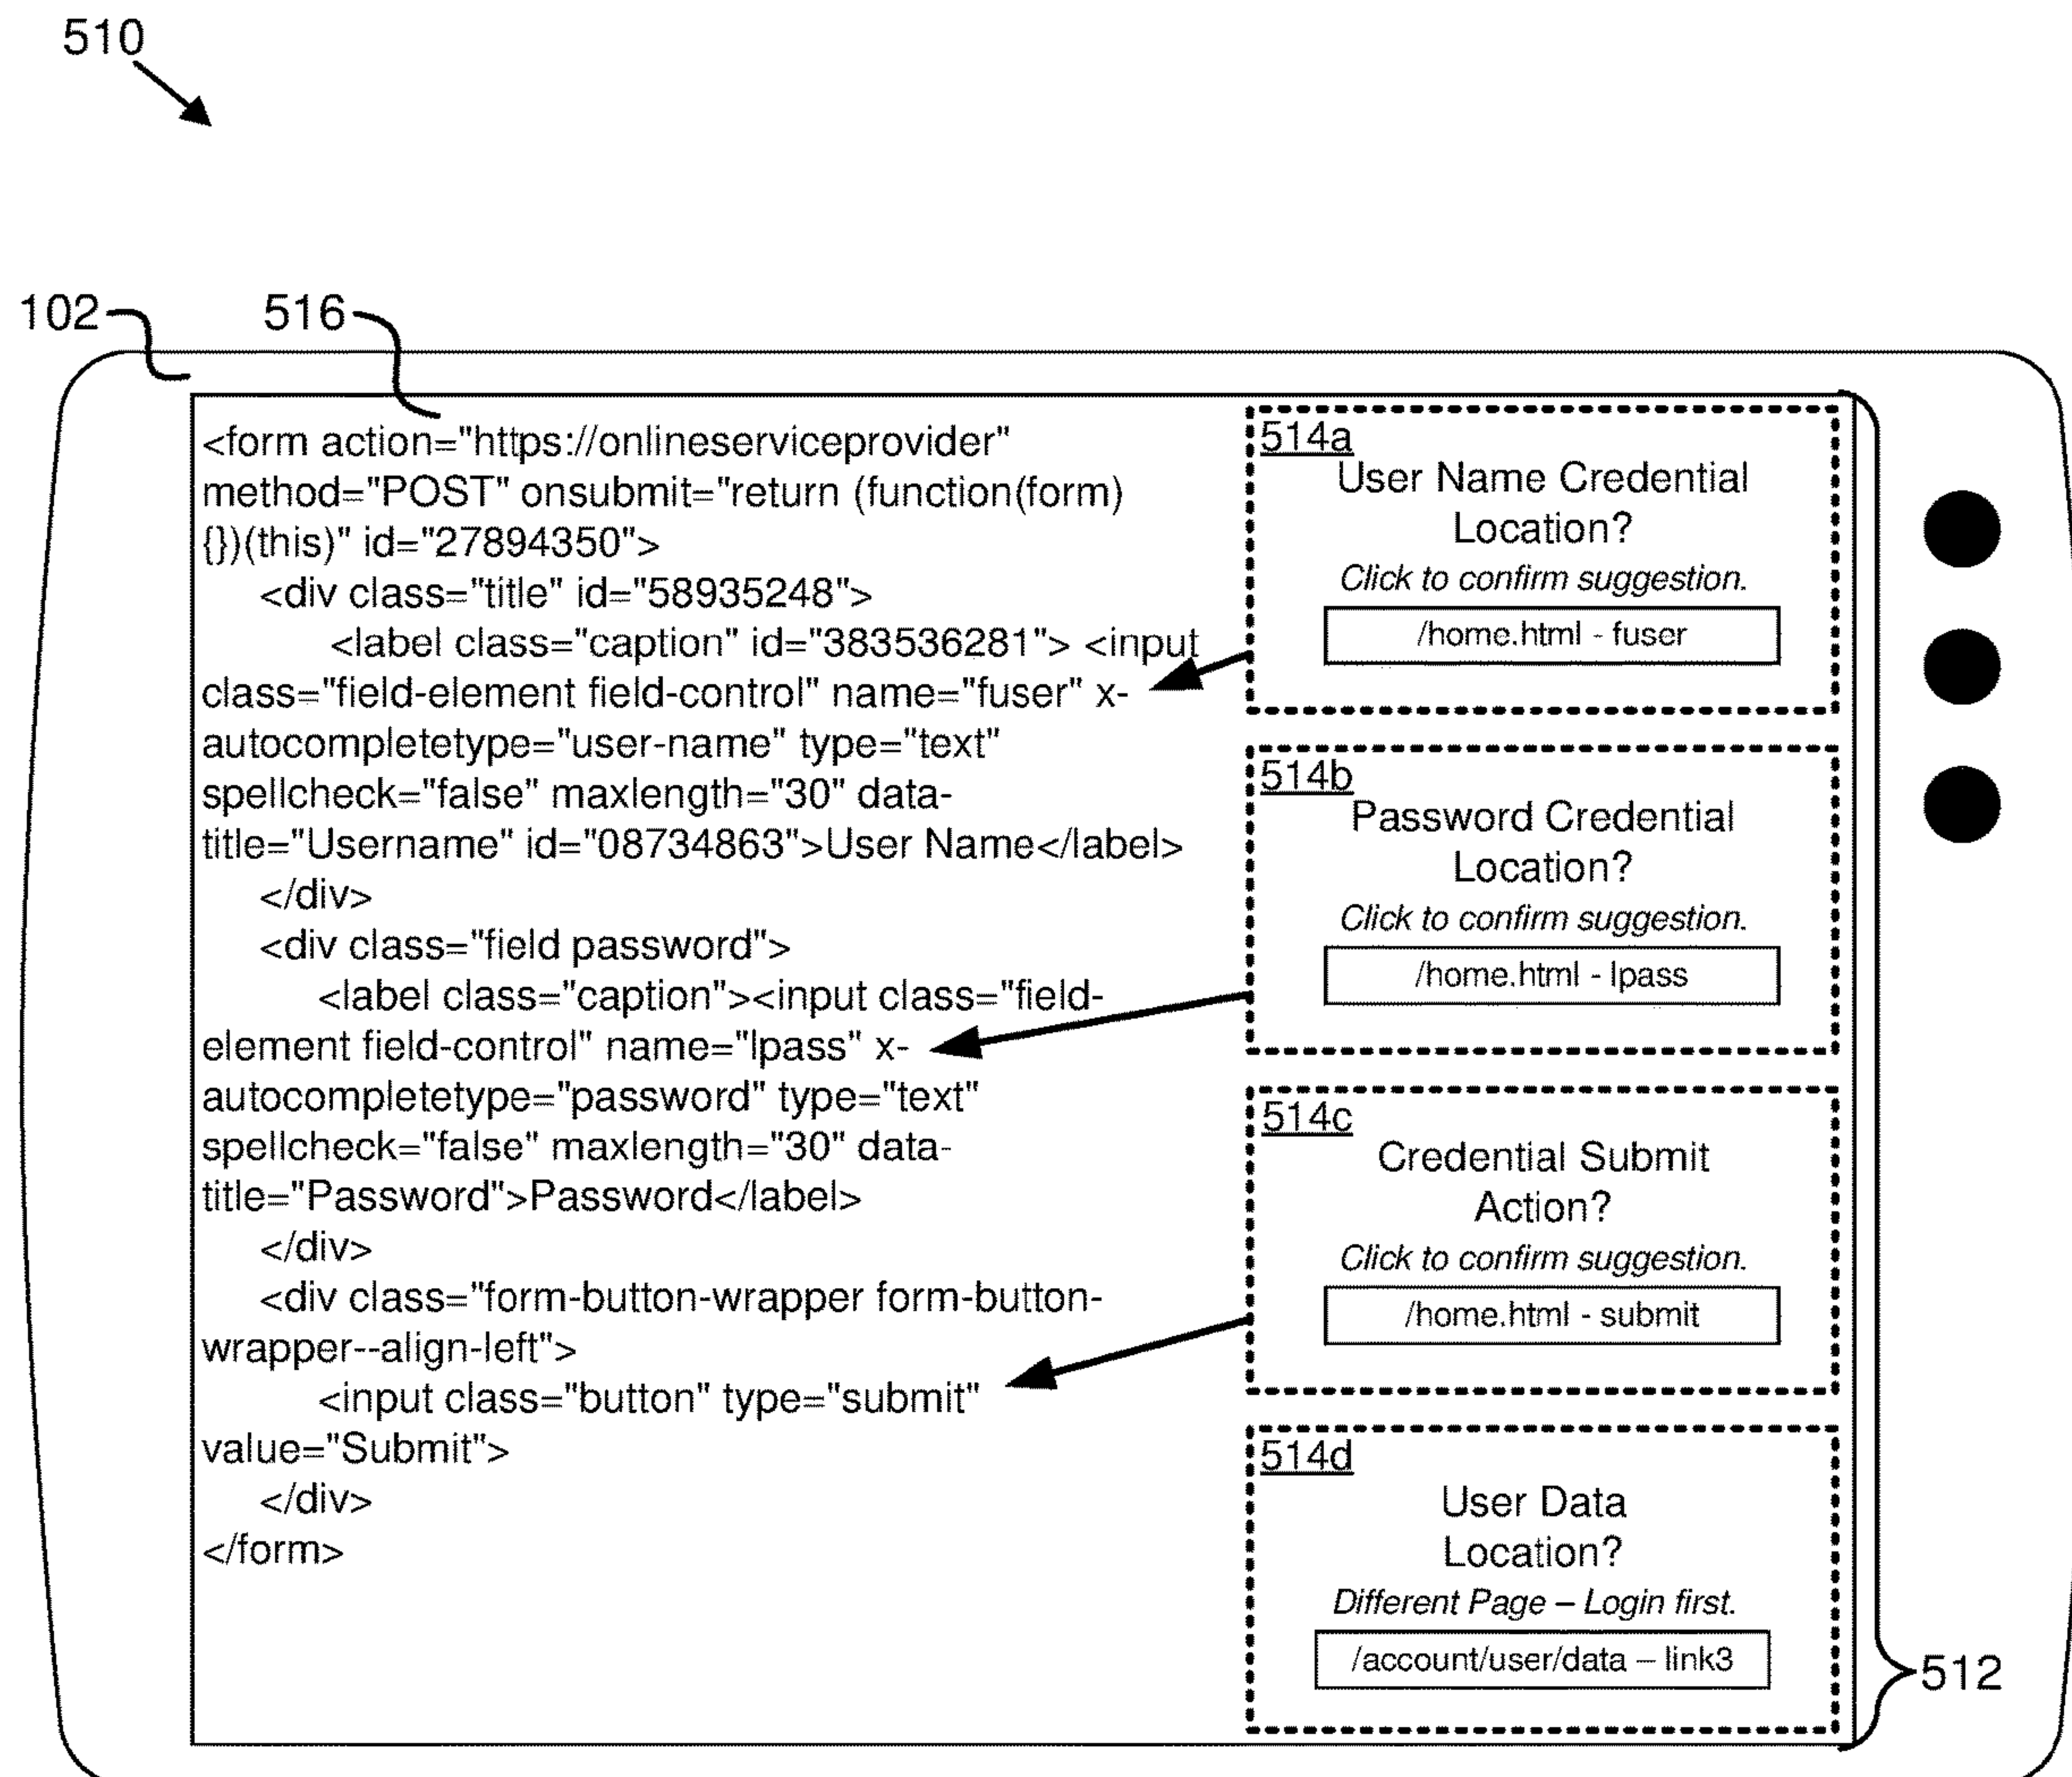 510
102
516
<form action="https://onlineserviceprovider"
method="POST" onsubmit="return (function(form)
{})(this)" id="27894350">
<div class="title" id="58935248">
<label class="caption" id="383536281"> <input
class="field-element field-control" name="fuser" x-
autocompletetype="user-name" type="text"
spellcheck="false" maxlength="30" data-
title="Username" id="08734863">User Name</label>
</div>
<div class="field password">
<label class="caption"><input class="field-
element field-control" name="lpass" x-
autocompletetype="password" type="text"
spellcheck="false" maxlength="30" data-
title="Password">Password</label>
</div>
<div class="form-button-wrapper form-button-
wrapper--align-left">
<input class="button" type="submit"
value="Submit">
</div>
</form>
514a
User Name Credential
Location?
Click to confirm suggestion.
/home.html - fuser
514b
Password Credential
Location?
Click to confirm suggestion.
/home.html - lpass
514c
Credential Submit
Action?
Click to confirm suggestion.
/home.html - submit
514d
User Data
Location?
Different Page – Login first.
/account/user/data – link3
512